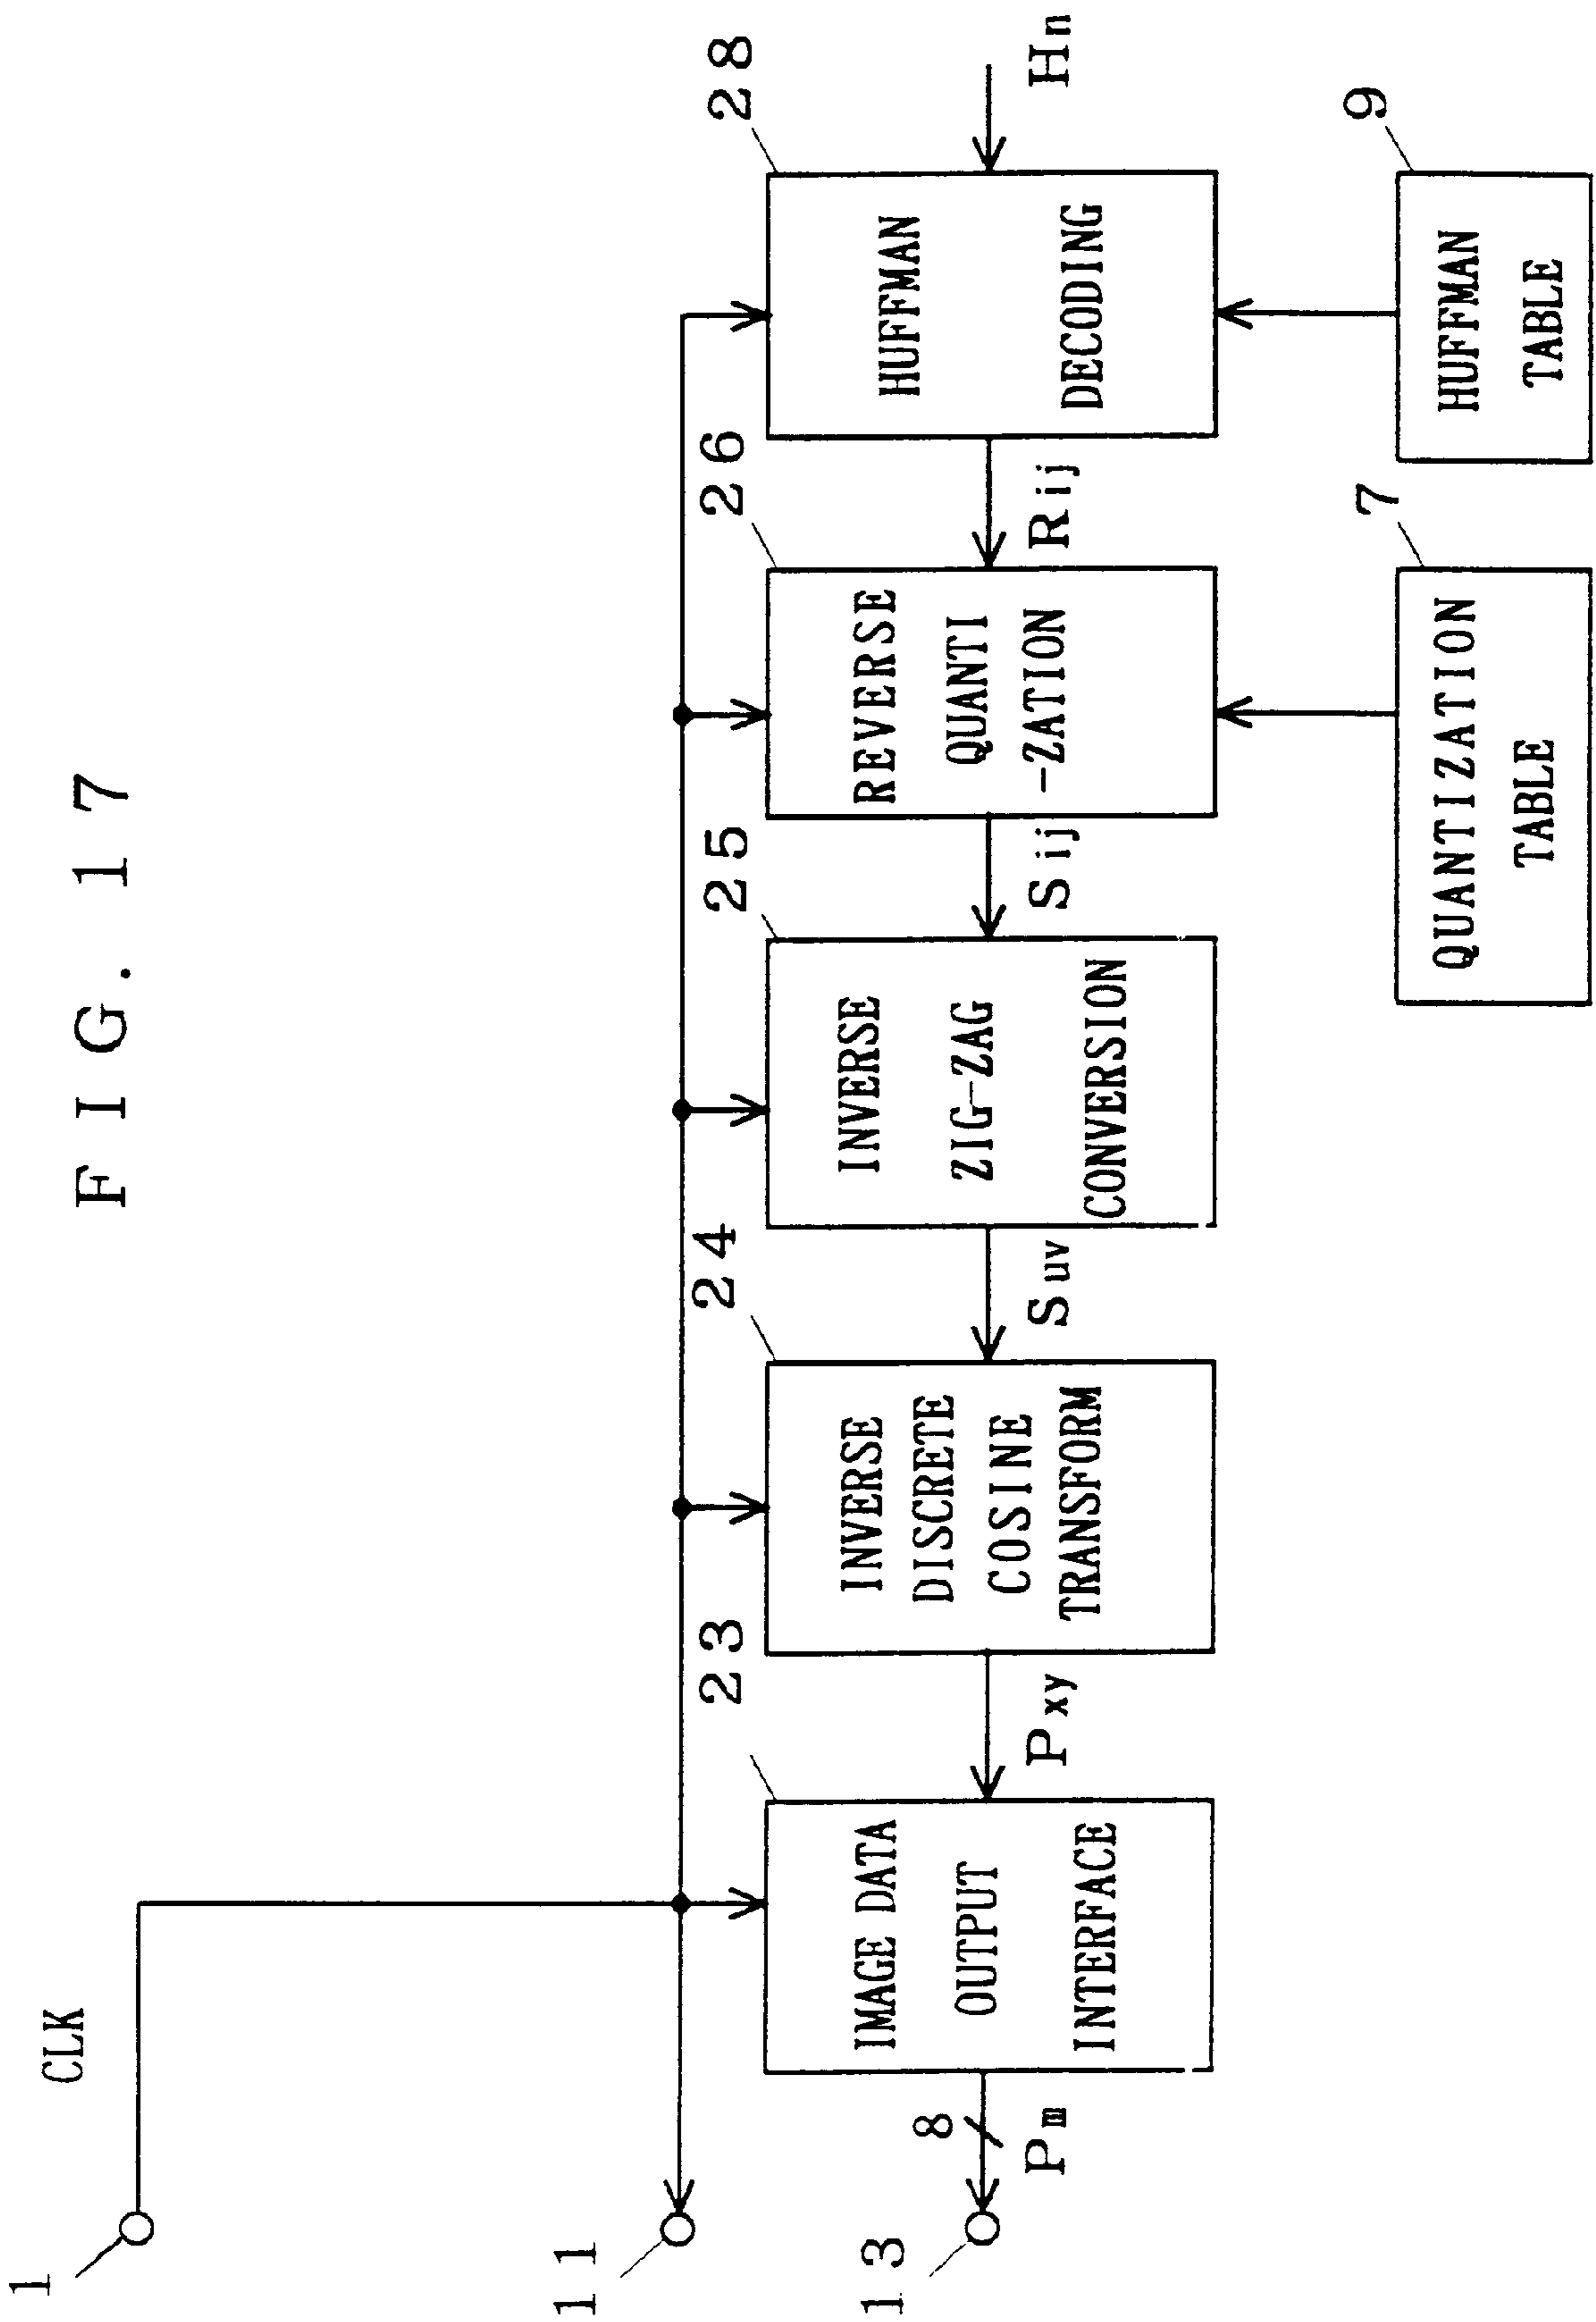 FIG. 17
CLK
1
11
13
8
Pm
23
IMAGE DATA
OUTPUT
INTERFACE
Pxy
24
INVERSE
DISCRETE
COSINE
TRANSFORM
Suv
25
INVERSE
ZIG-ZAG
CONVERSION
Sij
26
REVERSE
QUANTI
-ZATION
Rij
28
HUFFMAN
DECODING
Hn
7
QUANTIZATION
TABLE
9
HUFFMAN
TABLE